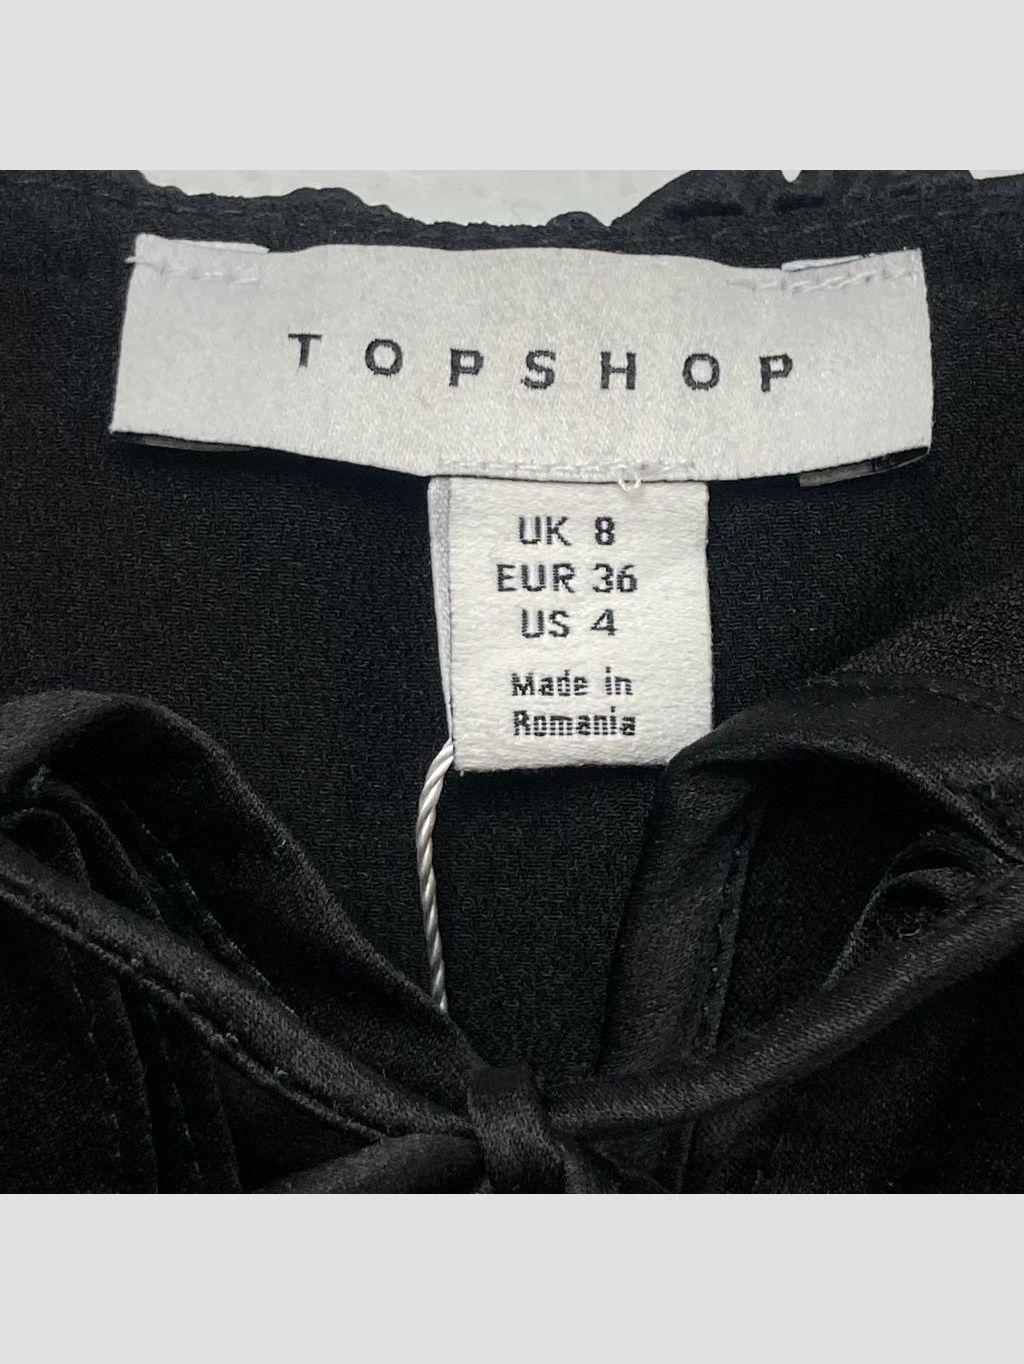 TOPSHOP
UK 8
EUR 36
US 4
Made in
Romania